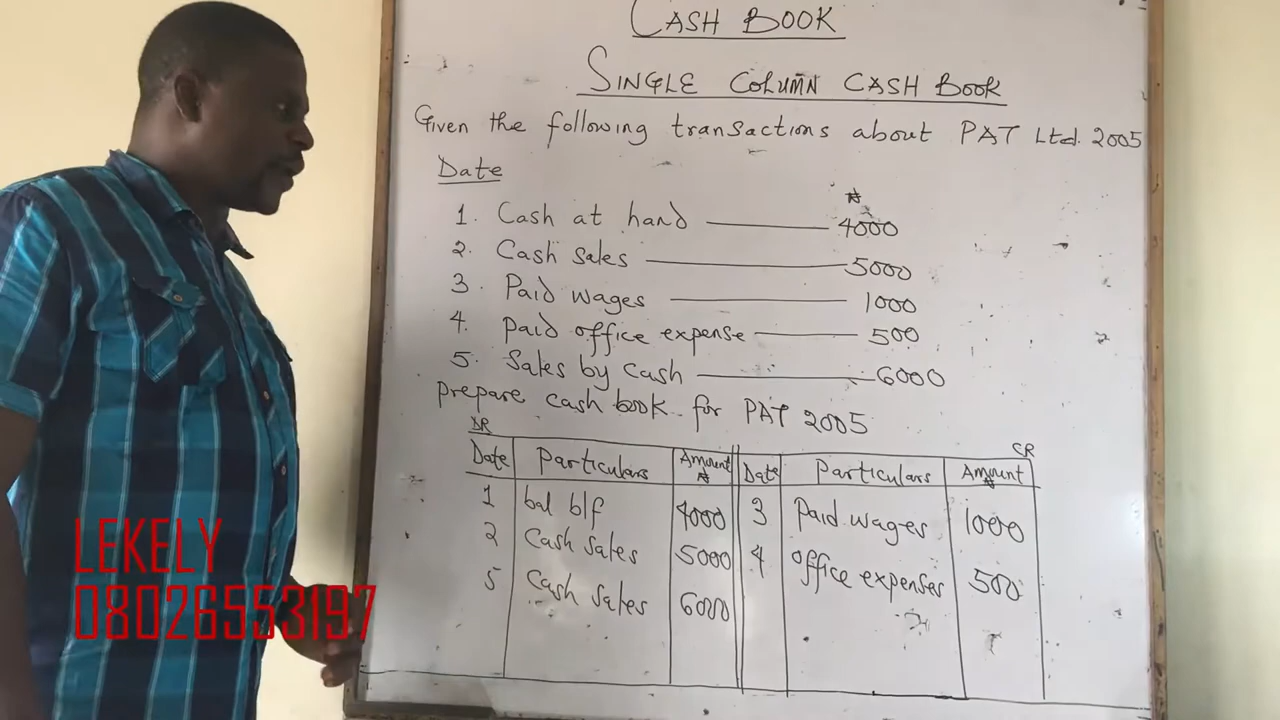 CASH BOOK
SINGLE COLUMN CASH BOOK
Given the following transactions about PAT Ltd. 2005
Date
₦
1. Cash at hand 4000
2. Cash sales 5000
3. Paid wages 1000
4. Paid office expense 500
5. Sales by cash 6000
prepare cash book for PAT 2005
DR CR
Date Particulars Amount Date Particulars Amount
₦ ₦
1 bal b/f 4000 3 Paid wages 1000
2 Cash sales 5000 4 office expenses 500
5 Cash sales 6000
LEKELY
08026553197